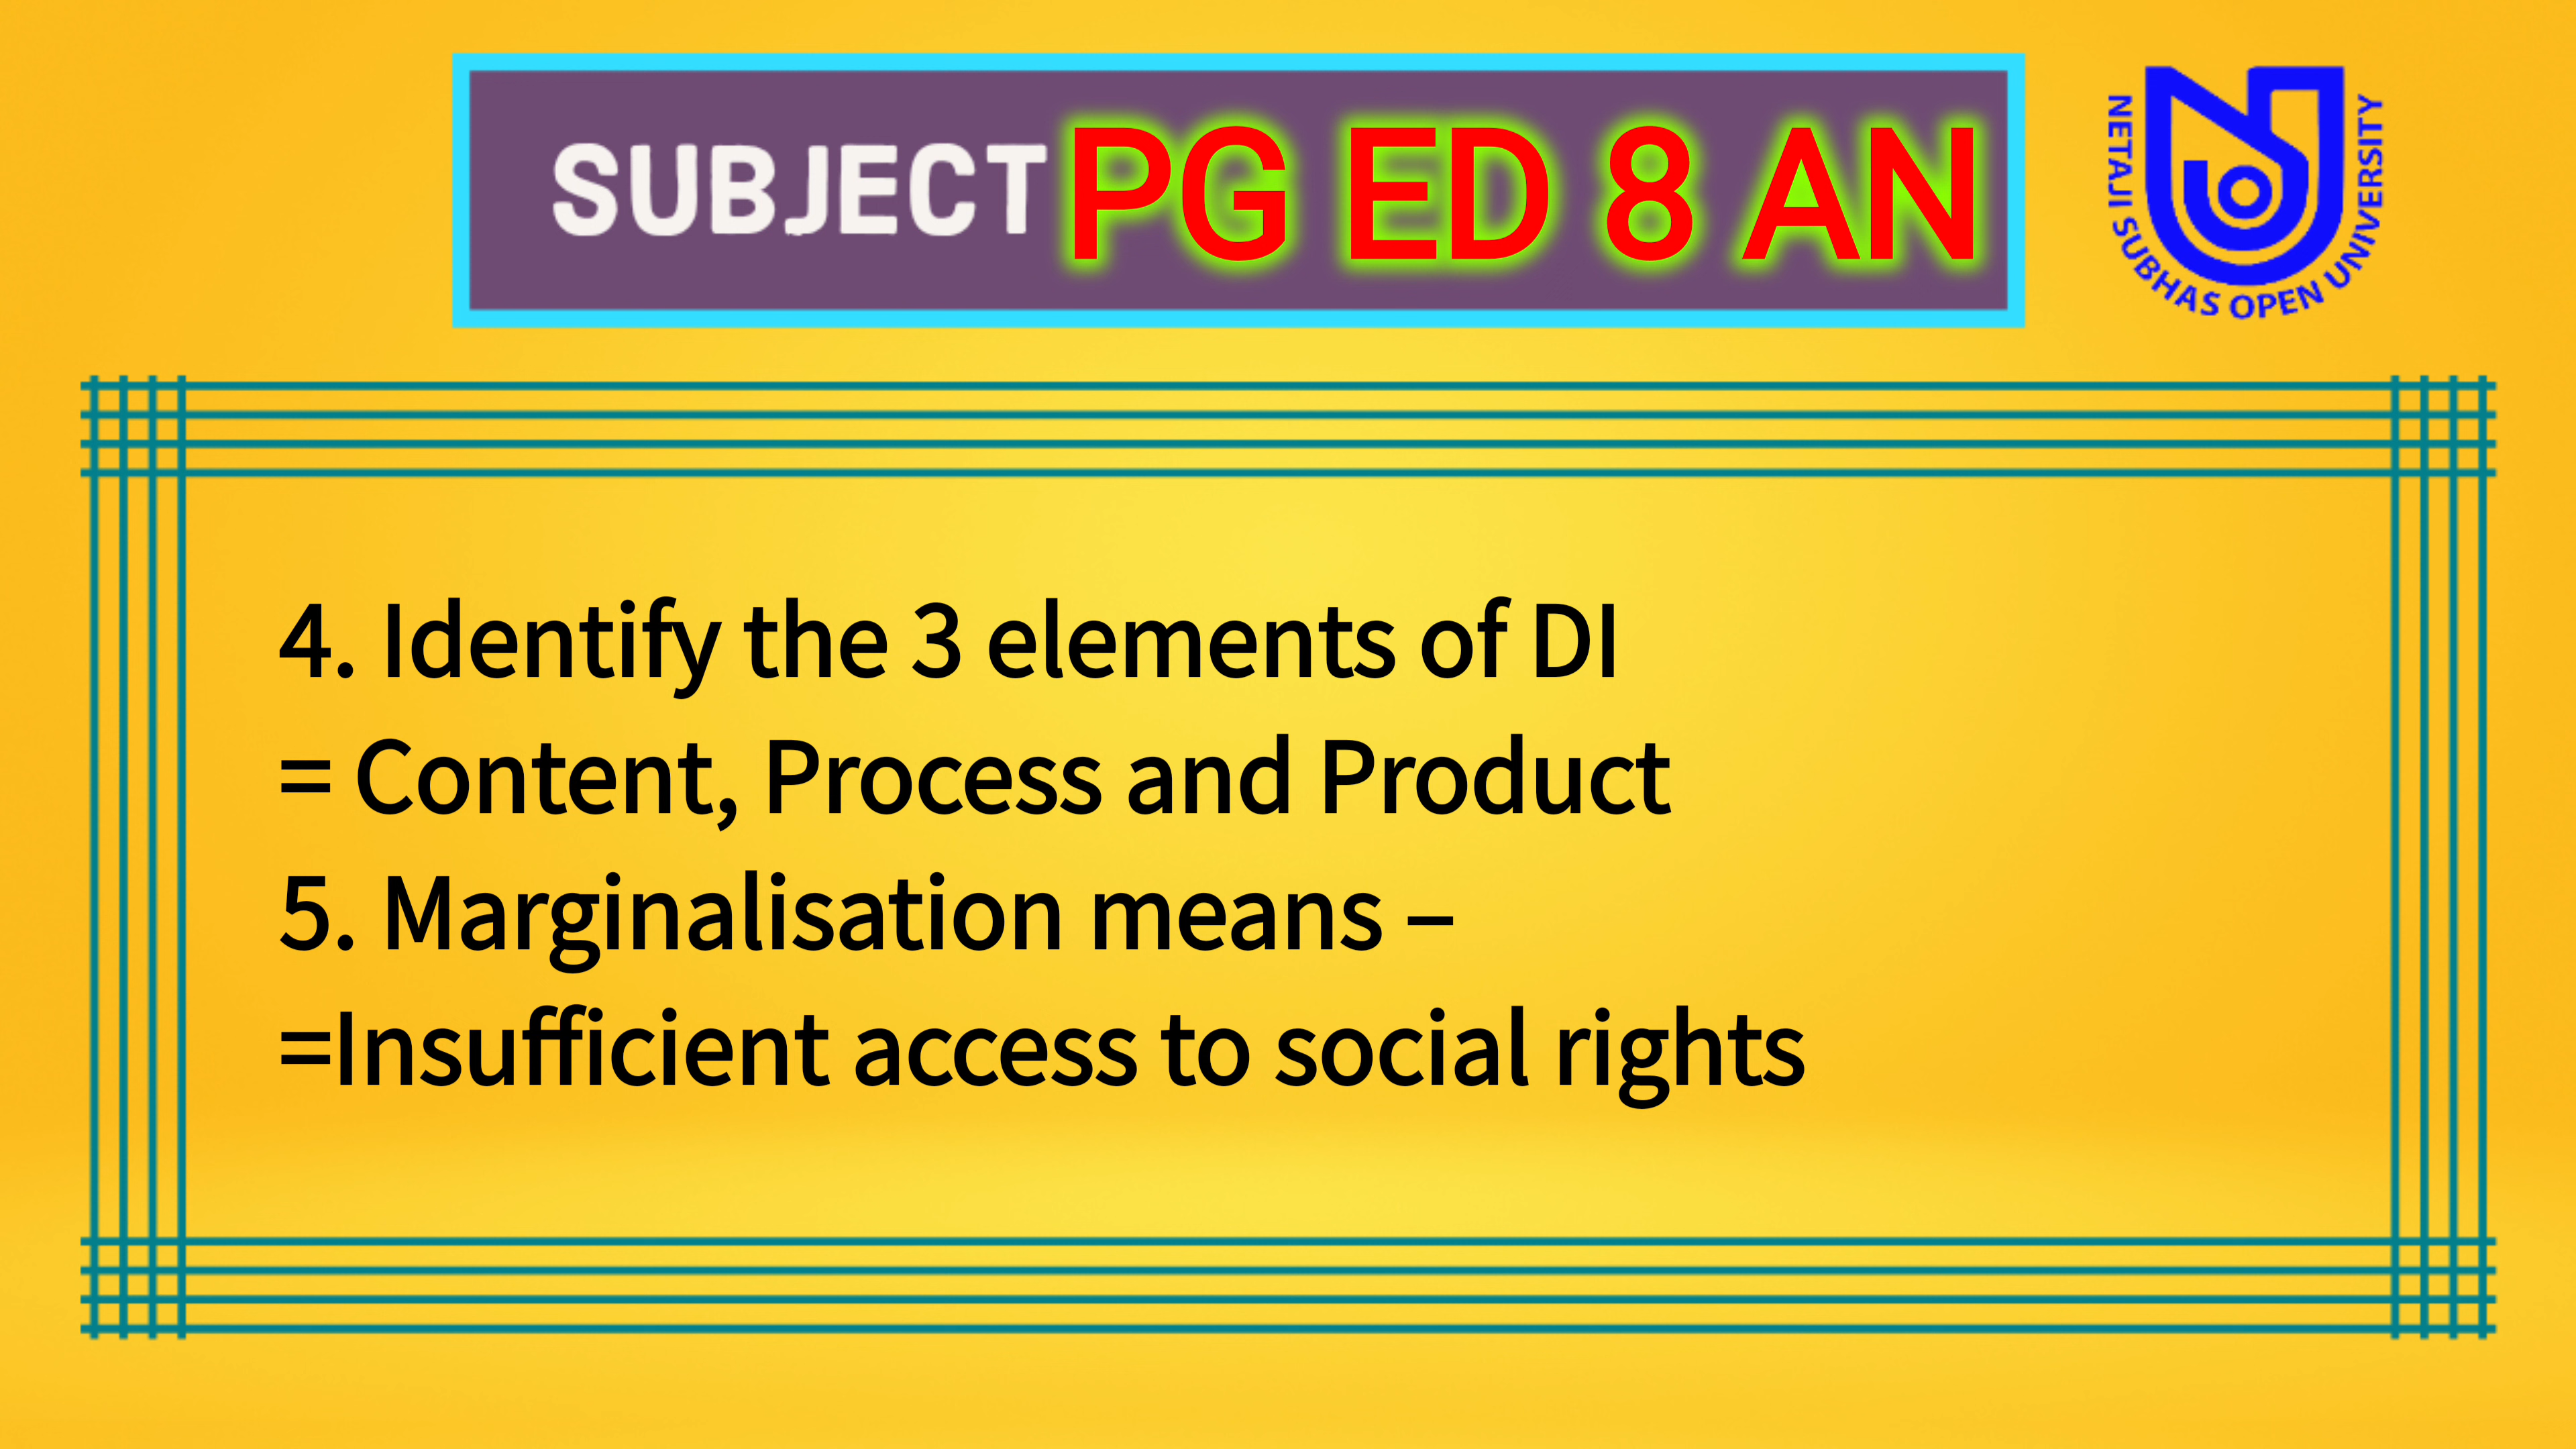 SUBJECT PG ED 8 AN
NETAJI SUBHAS OPEN UNIVERSITY
4. Identify the 3 elements of DI
= Content, Process and Product
5. Marginalisation means –
=Insufficient access to social rights